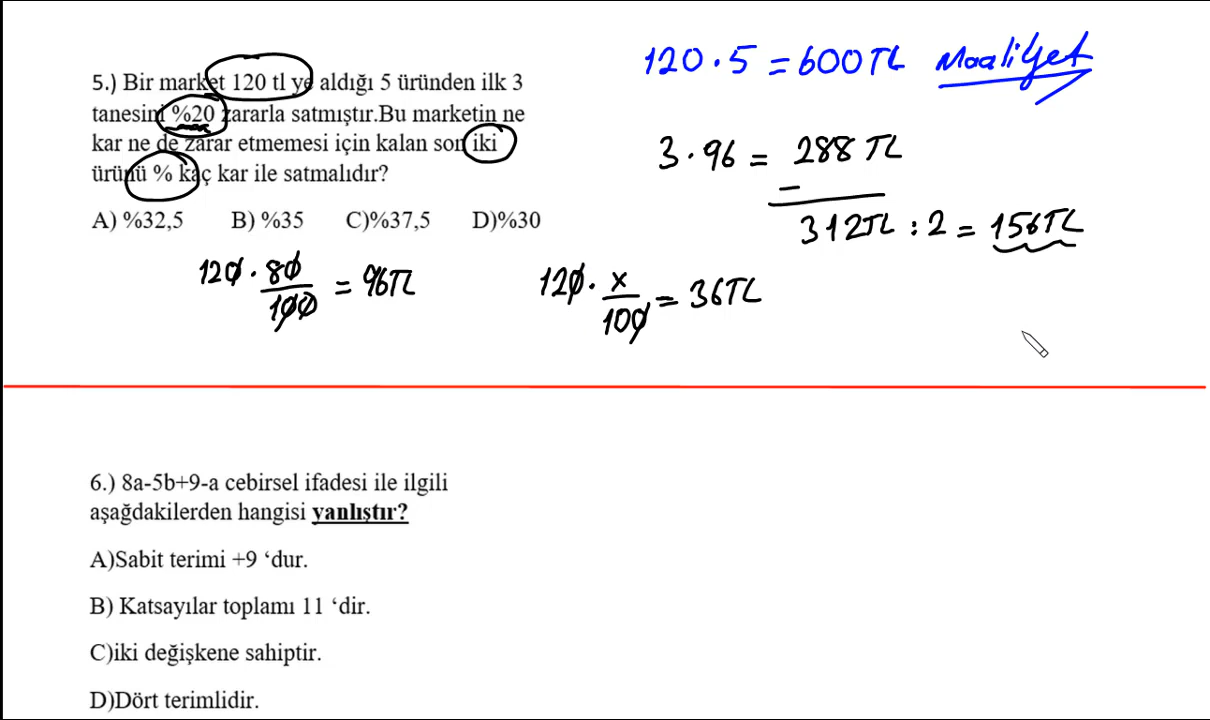 120 . 5 = 600 TL Maaliyet
5.) Bir market 120 tl ye aldığı 5 üründen ilk 3
tanesini %20 zararla satmıştır.Bu marketin ne
kar ne de zarar etmemesi için kalan son iki
ürünü % kaç kar ile satmalıdır?
A) %32,5 B) %35 C)%37,5 D)%30
3 . 96 = 288 TL
-
312TL : 2 = 156TL
120 . 80/100 = 96TL
120 . x/100 = 36TL
6.) 8a-5b+9-a cebirsel ifadesi ile ilgili
aşağdakilerden hangisi yanlıştır?
A)Sabit terimi +9 ‘dur.
B) Katsayılar toplamı 11 ‘dir.
C)iki değişkene sahiptir.
D)Dört terimlidir.